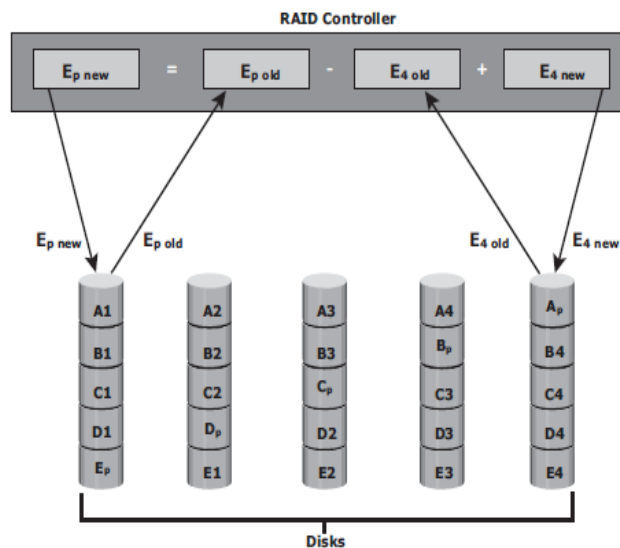 RAID Controller
Ep new = Ep old - E4 old + E4 new
Ep new Ep old E4 old E4 new
A1 A2 A3 A4 Ap
B1 B2 B3 Bp B4
C1 C2 Cp C3 C4
D1 Dp D2 D3 D4
Ep E1 E2 E3 E4
Disks